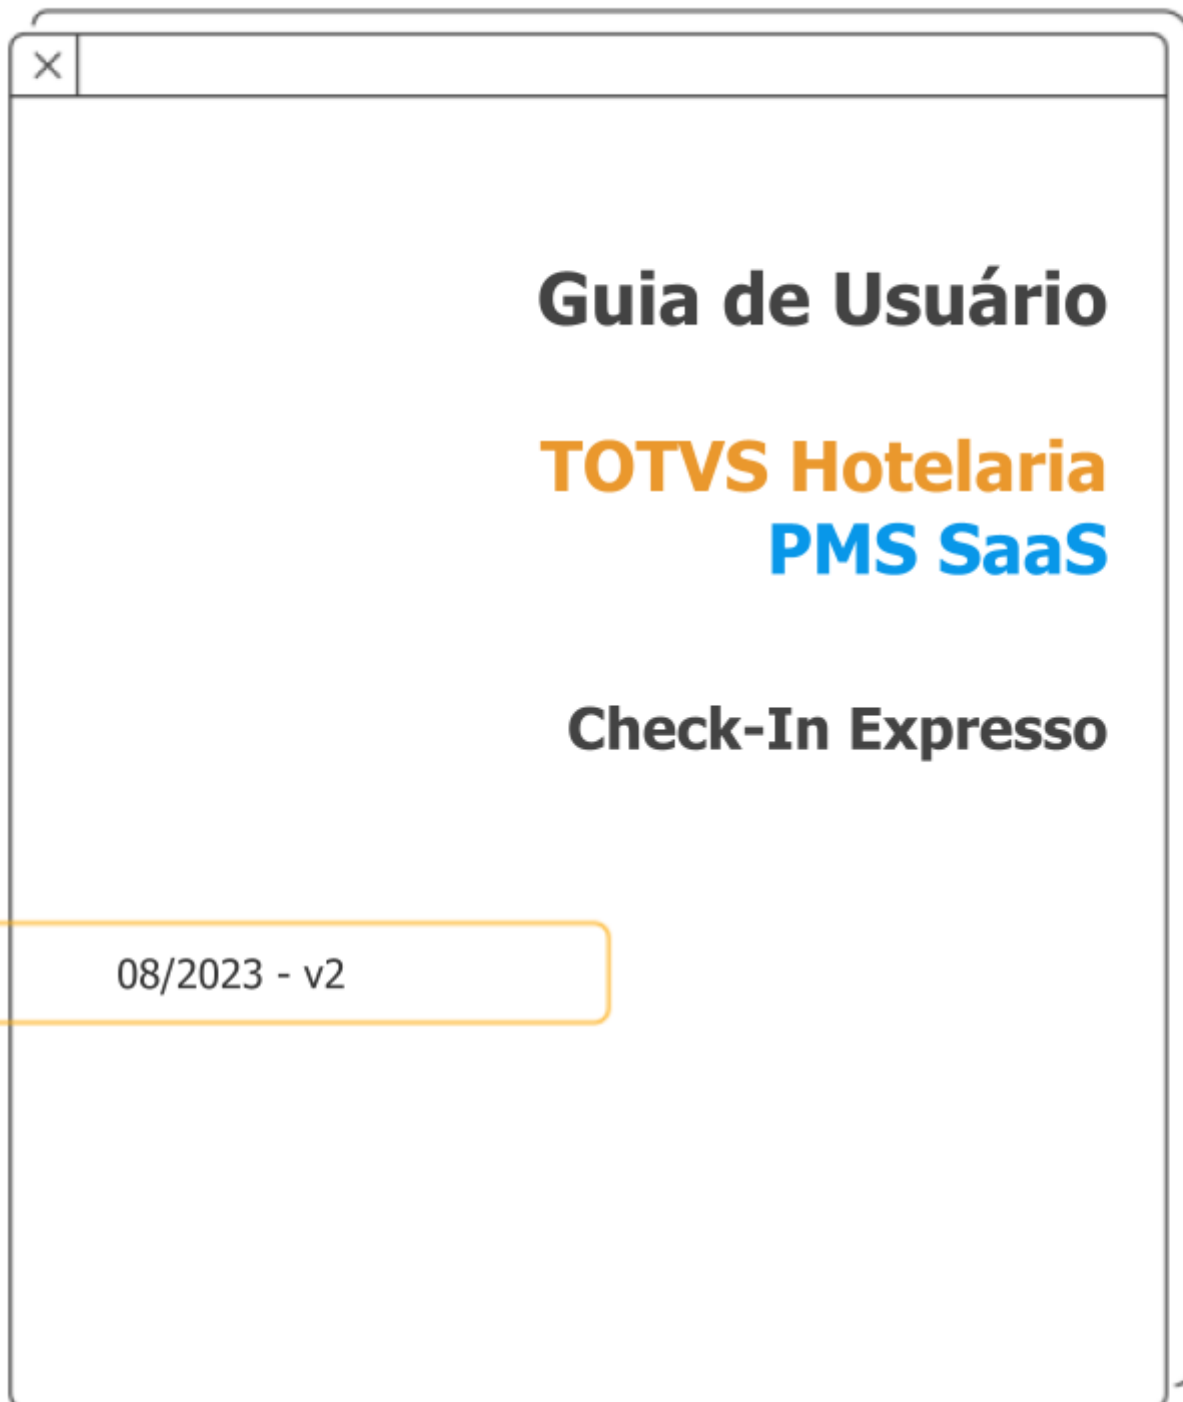 Guia de Usuário
TOTVS Hotelaria
PMS SaaS
Check-In Expresso
08/2023 - v2